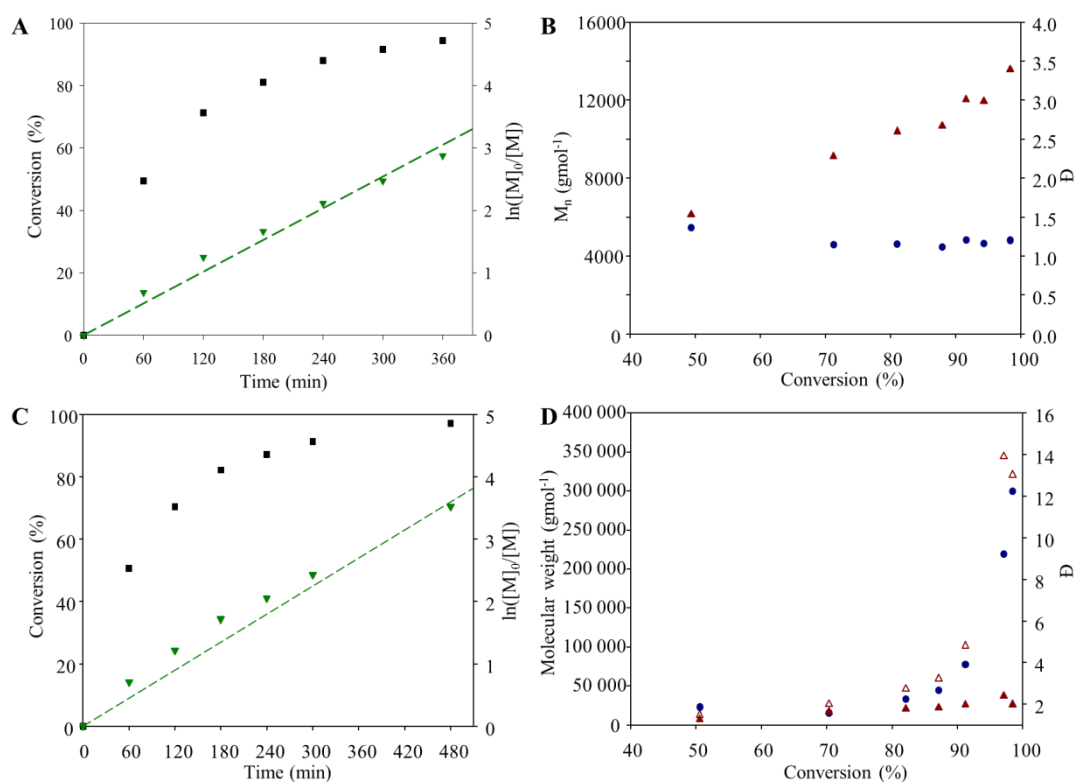 A
100
80
60
40
20
0
Conversion (%)
5
4
3
2
1
0
ln([M]₀/[M])
0 60 120 180 240 300 360
Time (min)
B
16000
12000
8000
4000
0
Mₙ (gmol⁻¹)
4.0
3.5
3.0
2.5
2.0
1.5
1.0
0.5
0.0
Đ
40 50 60 70 80 90 100
Conversion (%)
C
100
80
60
40
20
0
Conversion (%)
5
4
3
2
1
0
ln([M]₀/[M])
0 60 120 180 240 300 360 420 480
Time (min)
D
400 000
350 000
300 000
250 000
200 000
150 000
100 000
50 000
0
Molecular weight (gmol⁻¹)
16
14
12
10
8
6
4
2
Đ
40 50 60 70 80 90 100
Conversion (%)